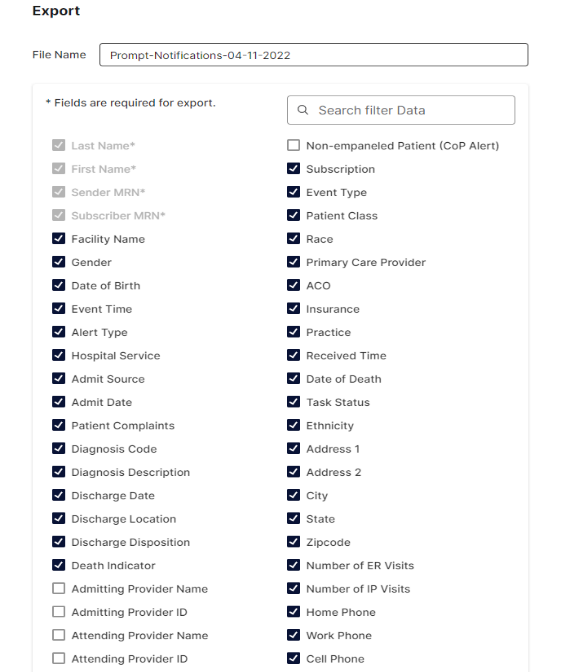 Export
File Name
Prompt-Notifications-04-11-2022
* Fields are required for export.
Search filter Data
Last Name*
First Name*
Sender MRN*
Subscriber MRN*
Facility Name
Gender
Date of Birth
Event Time
Alert Type
Hospital Service
Admit Source
Admit Date
Patient Complaints
Diagnosis Code
Diagnosis Description
Discharge Date
Discharge Location
Discharge Disposition
Death Indicator
Admitting Provider Name
Admitting Provider ID
Attending Provider Name
Attending Provider ID
Non-empaneled Patient (CoP Alert)
Subscription
Event Type
Patient Class
Race
Primary Care Provider
ACO
Insurance
Practice
Received Time
Date of Death
Task Status
Ethnicity
Address 1
Address 2
City
State
Zipcode
Number of ER Visits
Number of IP Visits
Home Phone
Work Phone
Cell Phone